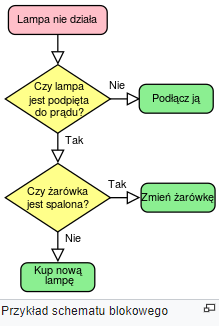 Lampa nie działa
Czy lampa
jest podpięta
do prądu?
Nie
Podłącz ją
Tak
Czy żarówka
jest spalona?
Tak
Zmień żarówkę
Nie
Kup nową
lampę
Przykład schematu blokowego